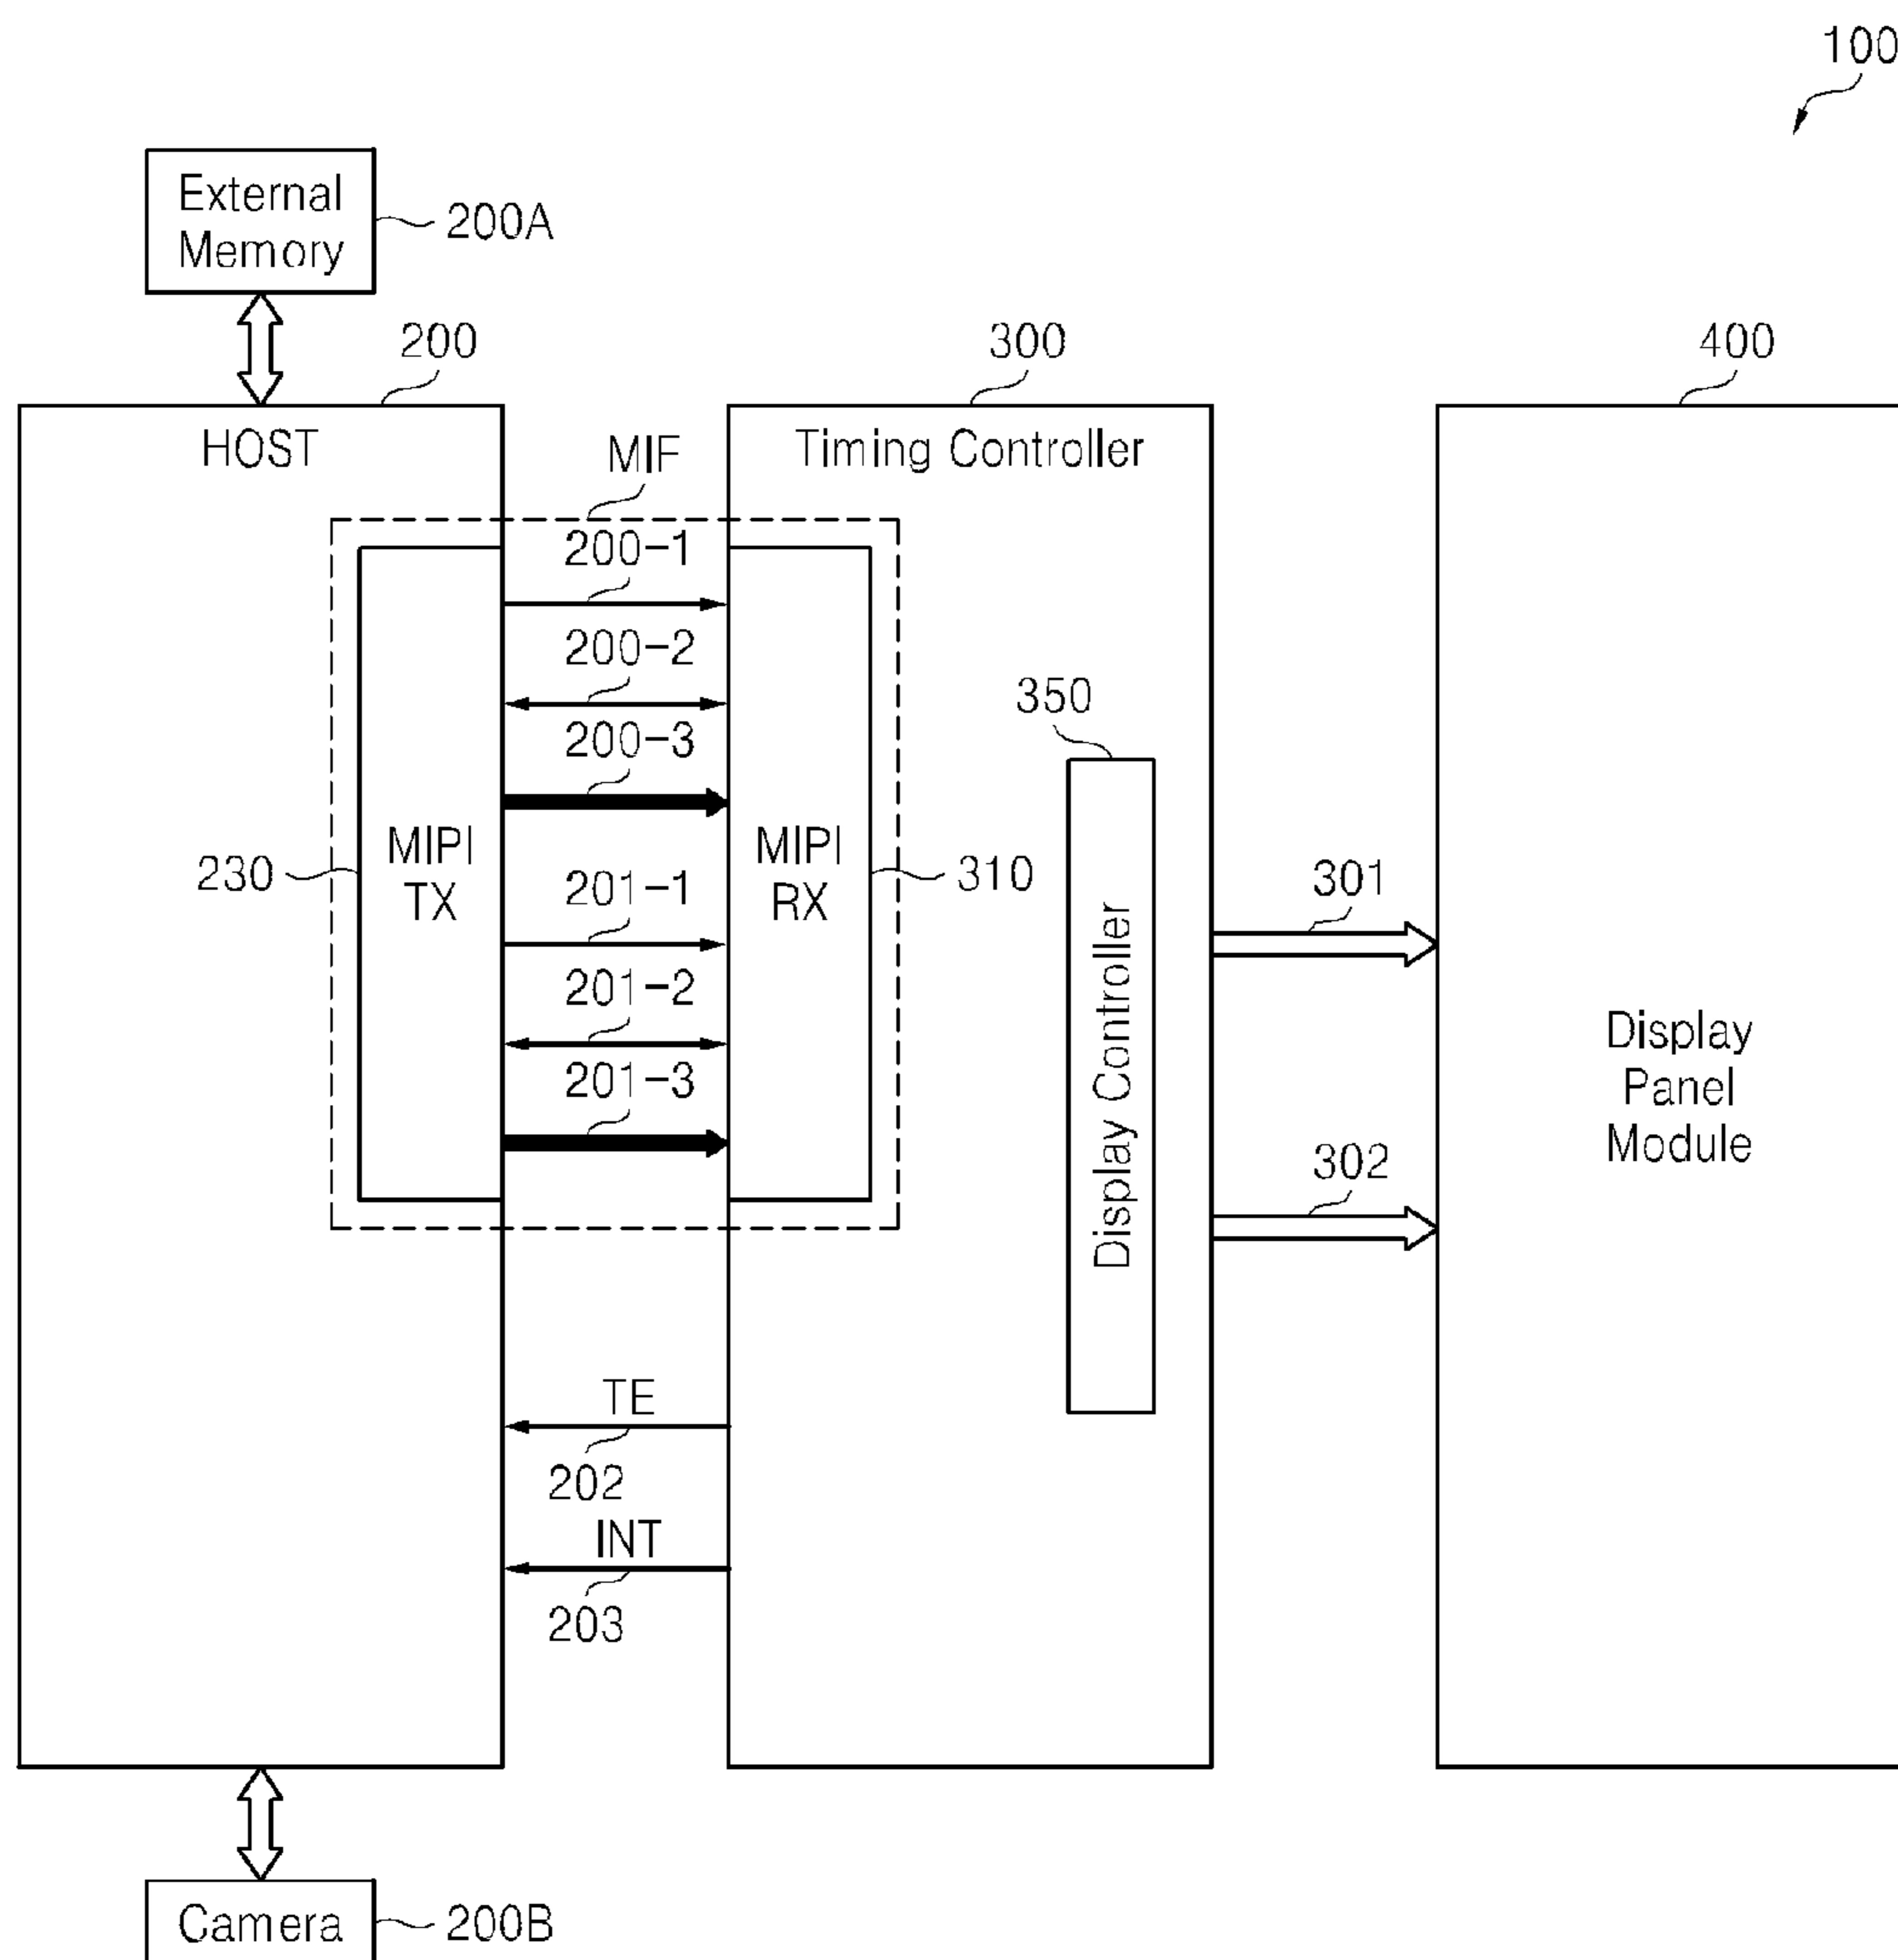 100
External
Memory
200A
200
300
400
HOST
MIF
Timing Controller
200-1
200-2
200-3
350
230
MIPI
TX
MIPI
RX
310
201-1
201-2
201-3
Display Controller
301
302
Display
Panel
Module
TE
202
INT
203
Camera
200B